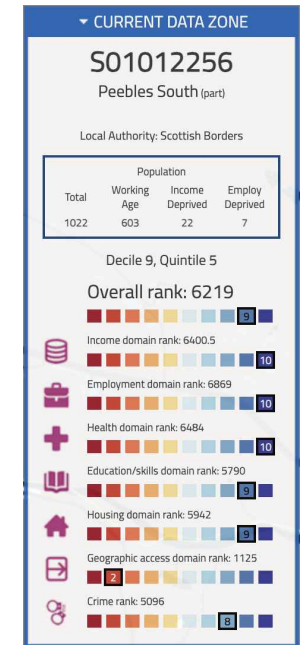 CURRENT DATA ZONE
S01012256
Peebles South (part)
Local Authority: Scottish Borders
Population
Total Working Age Income Deprived Employ Deprived
1022 603 22 7
Decile 9, Quintile 5
Overall rank: 6219
9
Income domain rank: 6400.5
10
Employment domain rank: 6869
10
Health domain rank: 6484
10
Education/skills domain rank: 5790
9
Housing domain rank: 5942
9
Geographic access domain rank: 1125
2
Crime rank: 5096
8